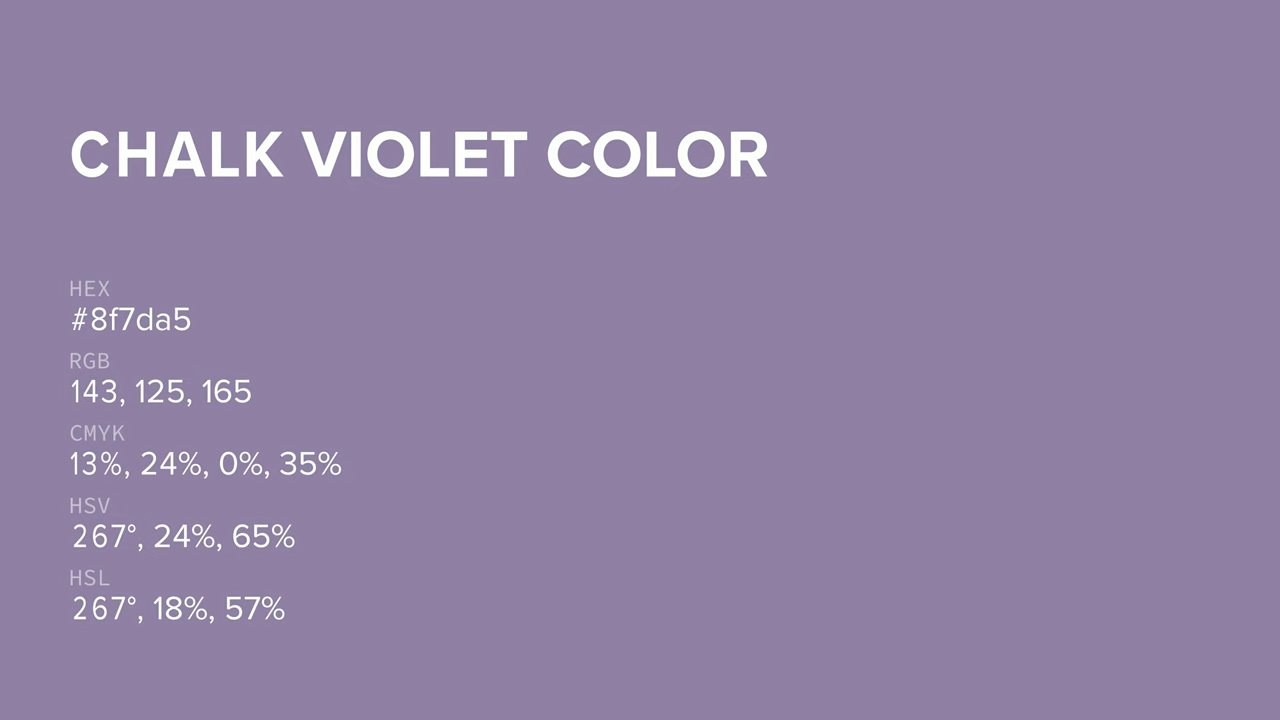 CHALK VIOLET COLOR
HEX
#8f7da5
RGB
143, 125, 165
CMYK
13%, 24%, 0%, 35%
HSV
267°, 24%, 65%
HSL
267°, 18%, 57%